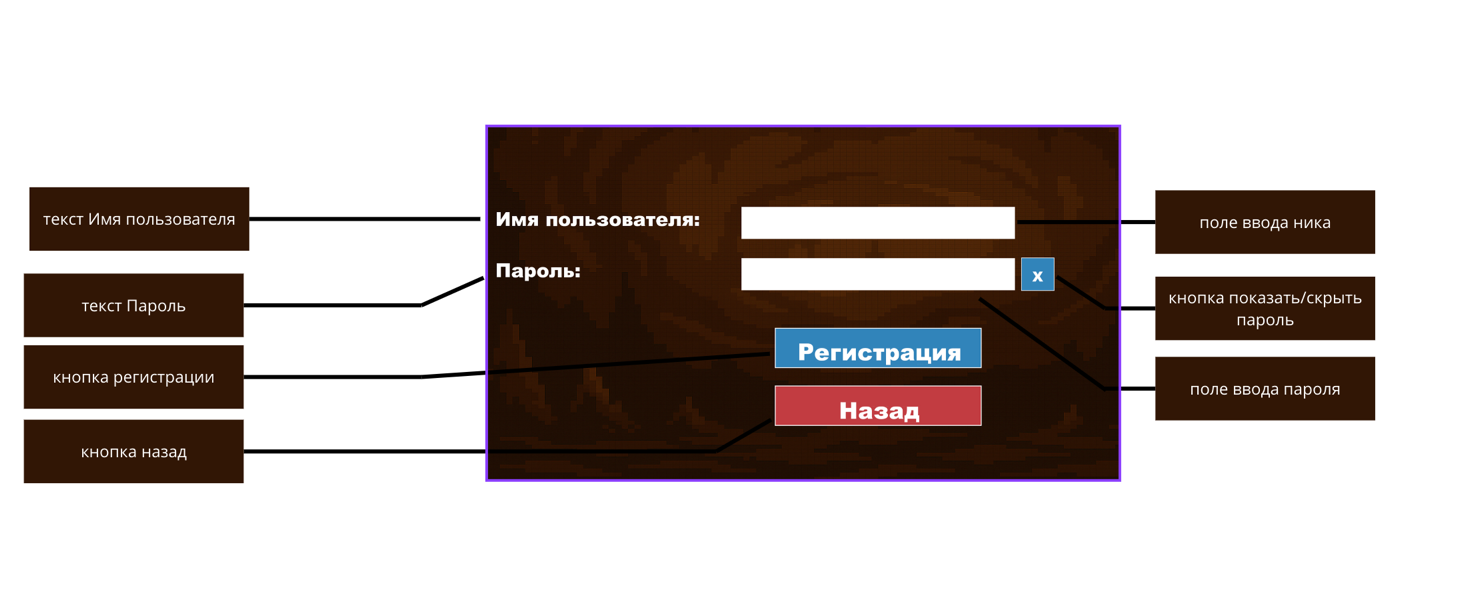 текст Имя пользователя
текст Пароль
кнопка регистрации
кнопка назад
Имя пользователя:
Пароль:
x
Регистрация
Назад
поле ввода ника
кнопка показать/скрыть
пароль
поле ввода пароля